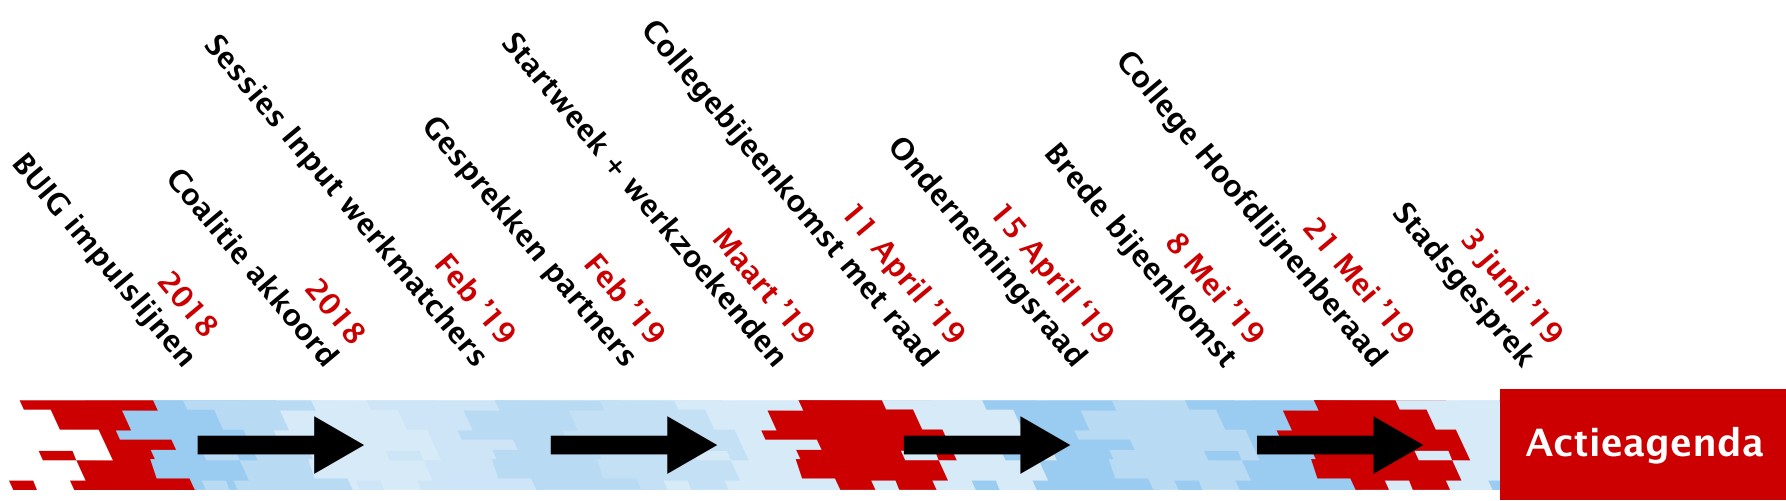 BUIG impulslijnen
2018
Coalitie akkoord
2018
Sessies Input werkmatchers
Feb ’19
Gesprekken partners
Feb ’19
Startweek + werkzoekenden
Maart ’19
Collegebijeenkomst met raad
11 April ’19
Ondernemingsraad
15 April ‘19
Brede bijeenkomst
8 Mei ’19
College Hoofdlijnenberaad
21 Mei ’19
Stadsgesprek
3 juni ’19
Actieagenda